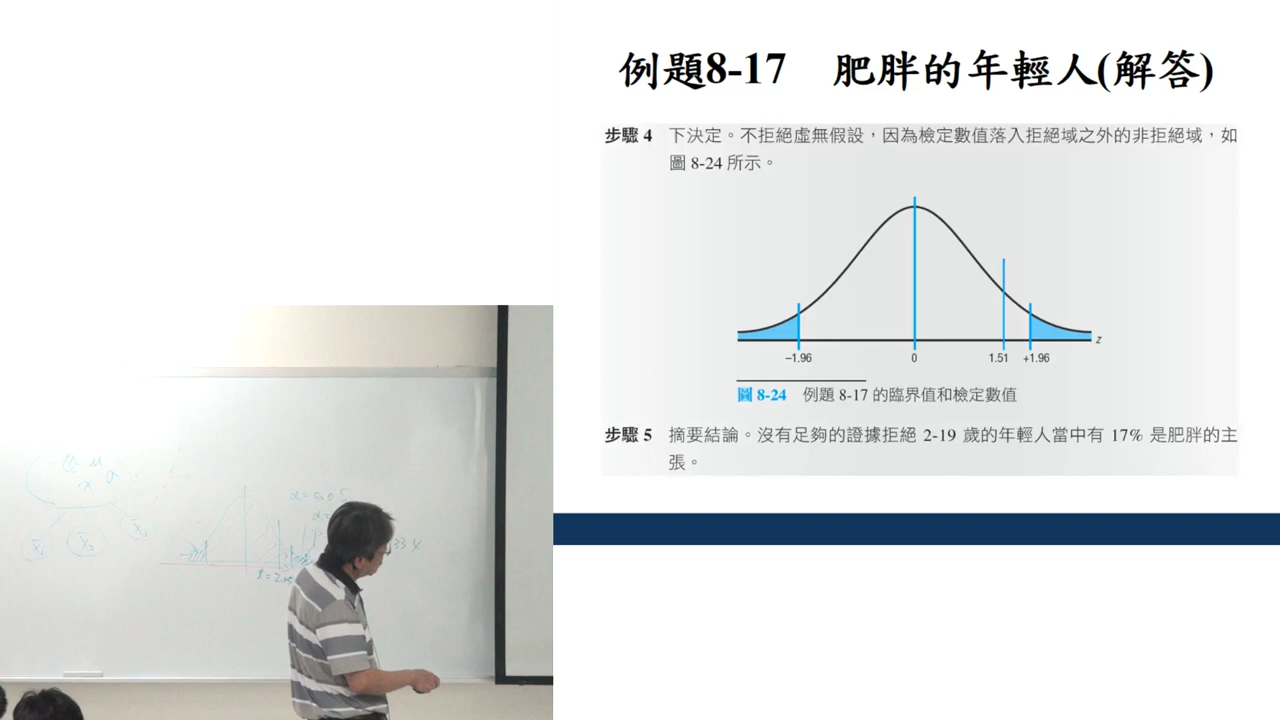 例題8-17 肥胖的年輕人(解答)
步驟 4 下決定。不拒絕虛無假設，因為檢定數值落入拒絕域之外的非拒絕域，如
圖 8-24 所示。
z
−1.96 0 1.51 +1.96
圖 8-24 例題 8-17 的臨界值和檢定數值
步驟 5 摘要結論。沒有足夠的證據拒絕 2-19 歲的年輕人當中有 17% 是肥胖的主
張。